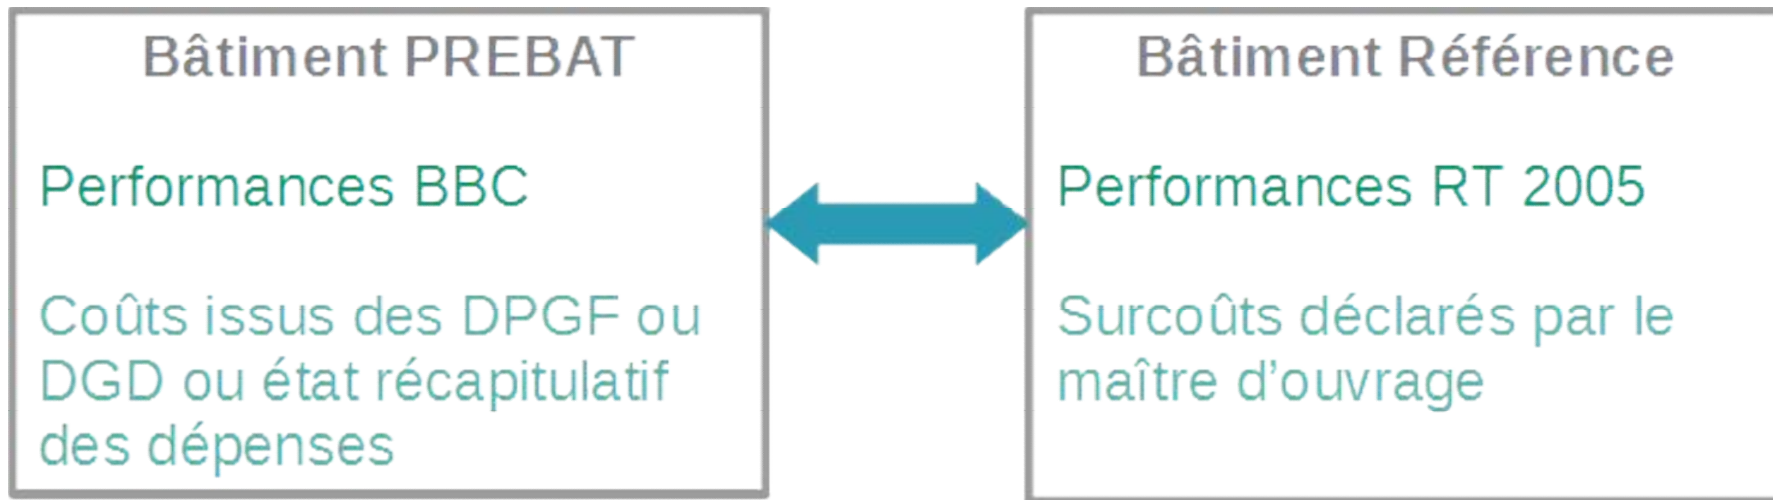 Bâtiment PREBAT
Performances BBC
Coûts issus des DPGF ou
DGD ou état récapitulatif
des dépenses
Bâtiment Référence
Performances RT 2005
Surcoûts déclarés par le
maître d’ouvrage